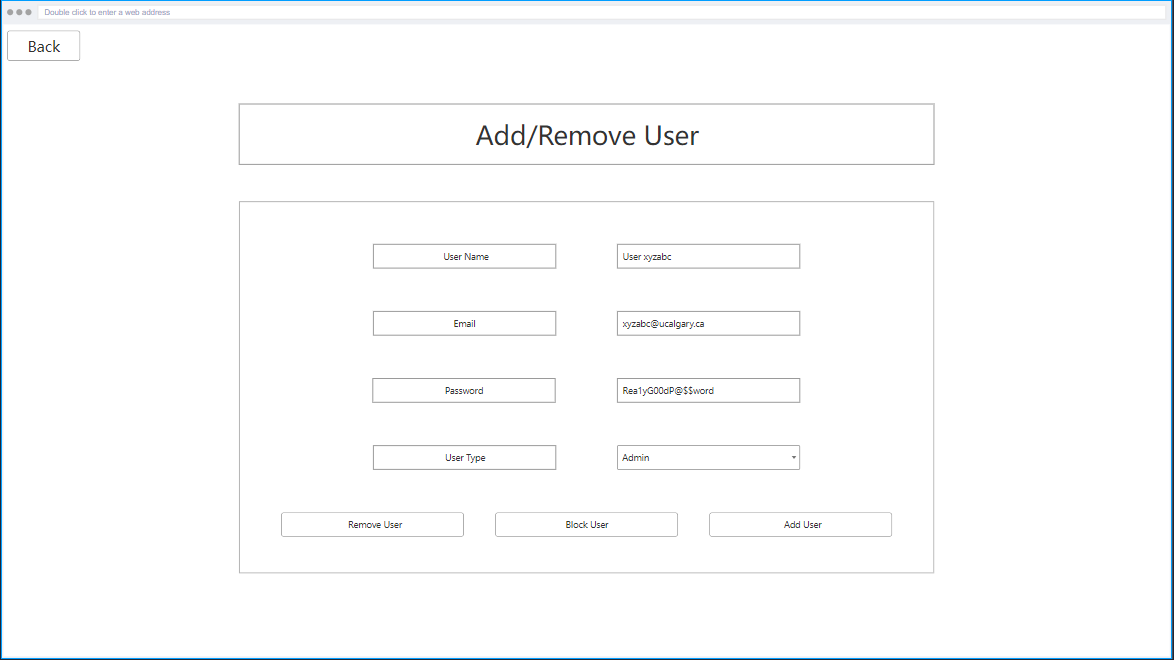 Double click to enter a web address
Back
Add/Remove User
User Name
User xyzabc
Email
xyzabc@ucalgary.ca
Password
Rea1yG00dP@$$word
User Type
Admin
Remove User
Block User
Add User